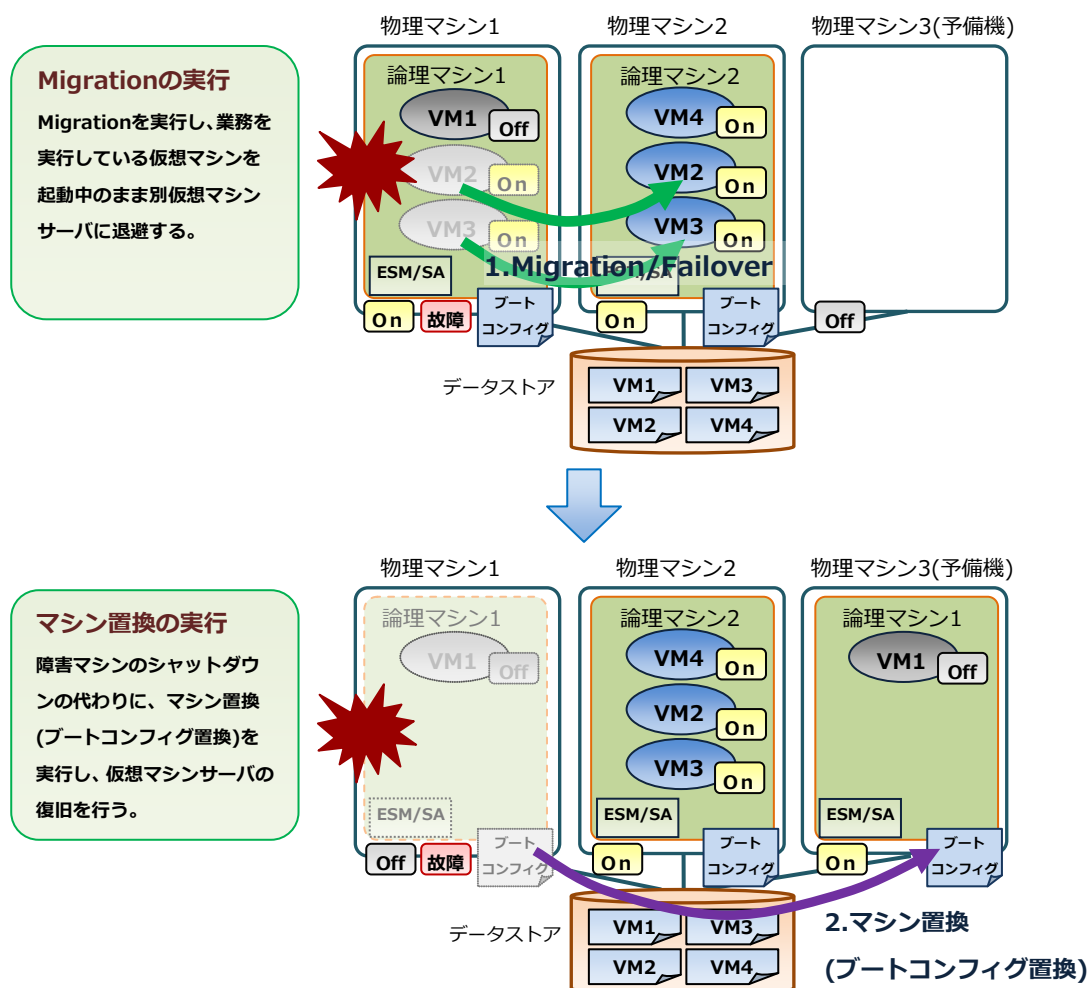 物理マシン1
物理マシン2
物理マシン3(予備機)
Migrationの実行
Migrationを実行し、業務を
実行している仮想マシンを
起動中のまま別仮想マシン
サーバに退避する。
論理マシン1
VM1
Off
VM2
On
VM3
On
ESM/SA
On
故障
ブート
コンフィグ
論理マシン2
VM4
On
VM2
On
VM3
On
1.Migration/Failover
ESM/SA
On
ブート
コンフィグ
Off
データストア
VM1
VM3
VM2
VM4
物理マシン1
物理マシン2
物理マシン3(予備機)
マシン置換の実行
障害マシンのシャットダウ
ンの代わりに、マシン置換
(ブートコンフィグ置換)を
実行し、仮想マシンサーバの
復旧を行う。
論理マシン1
VM1
Off
ESM/SA
Off
故障
ブート
コンフィグ
論理マシン2
VM4
On
VM2
On
VM3
On
ESM/SA
On
ブート
コンフィグ
論理マシン1
VM1
Off
ESM/SA
On
ブート
コンフィグ
データストア
VM1
VM3
VM2
VM4
2.マシン置換
(ブートコンフィグ置換)